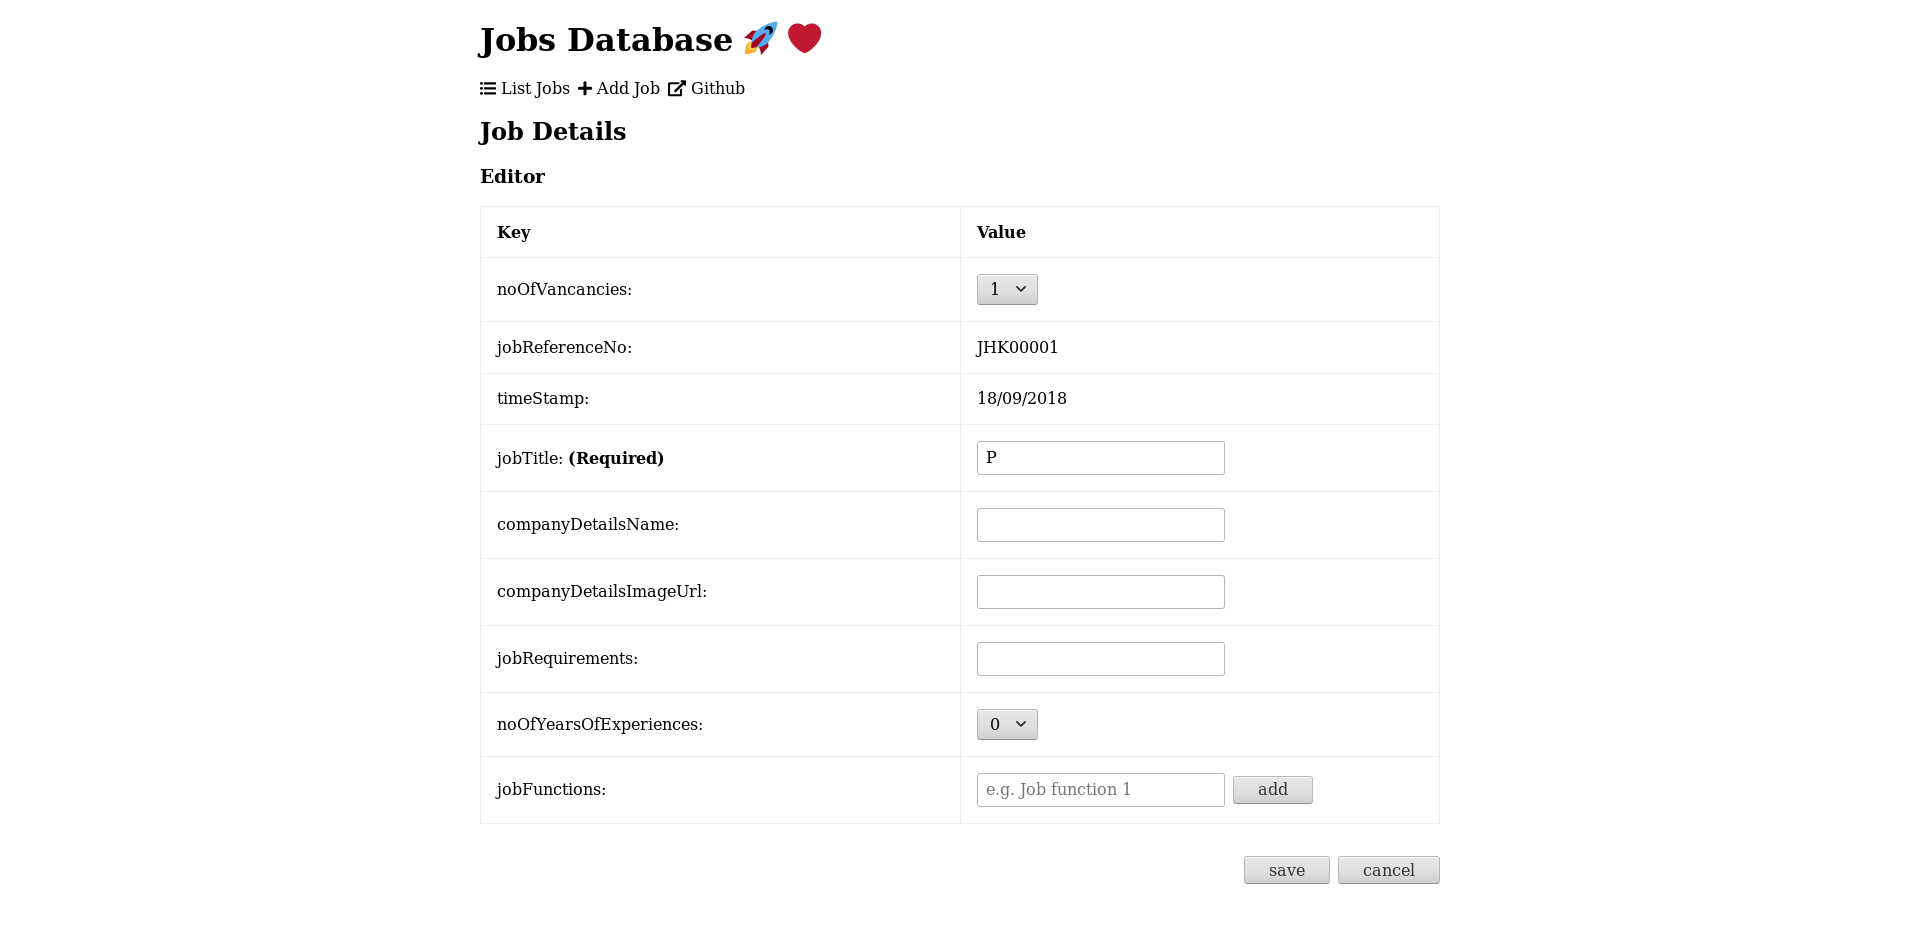 Jobs Database 🚀 ❤️
List Jobs Add Job Github
Job Details
Editor
Key Value
noOfVancancies: 1
jobReferenceNo: JHK00001
timeStamp: 18/09/2018
jobTitle: (Required) P
companyDetailsName:
companyDetailsImageUrl:
jobRequirements:
noOfYearsOfExperiences: 0
jobFunctions: e.g. Job function 1 add
save cancel